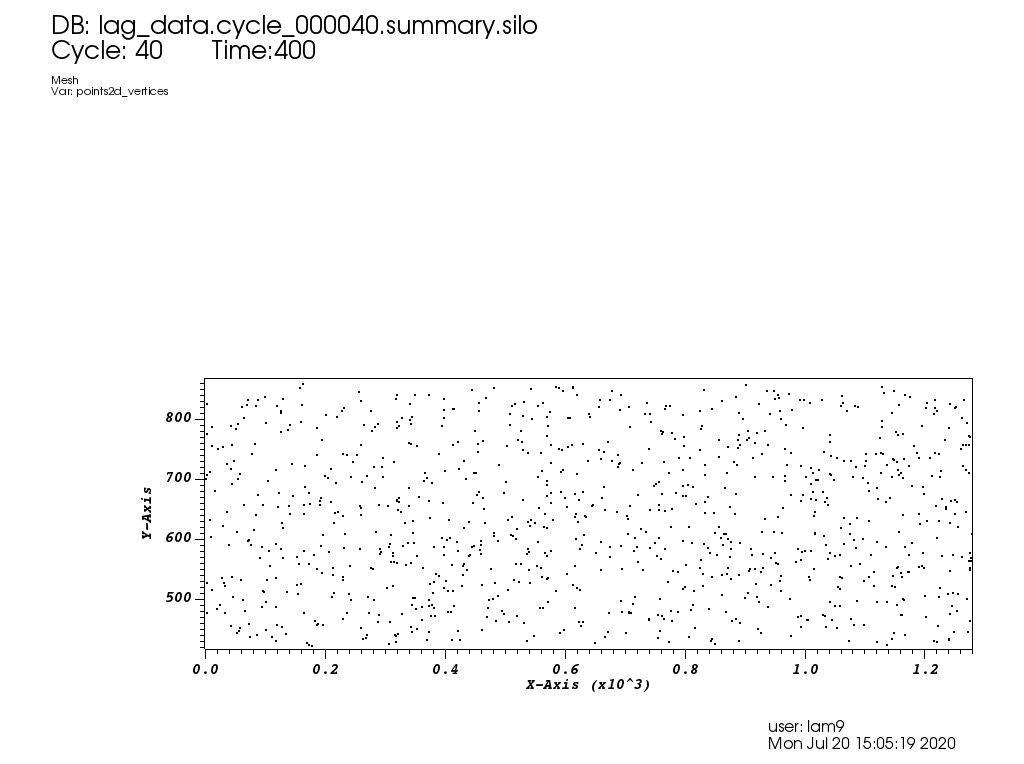 DB: lag_data.cycle_000040.summary.silo
Cycle: 40 Time:400
Mesh
Var: points2d_vertices
800
700
600
500
Y-Axis
0.0 0.2 0.4 0.6 0.8 1.0 1.2
X-Axis (x10^3)
user: lam9
Mon Jul 20 15:05:19 2020